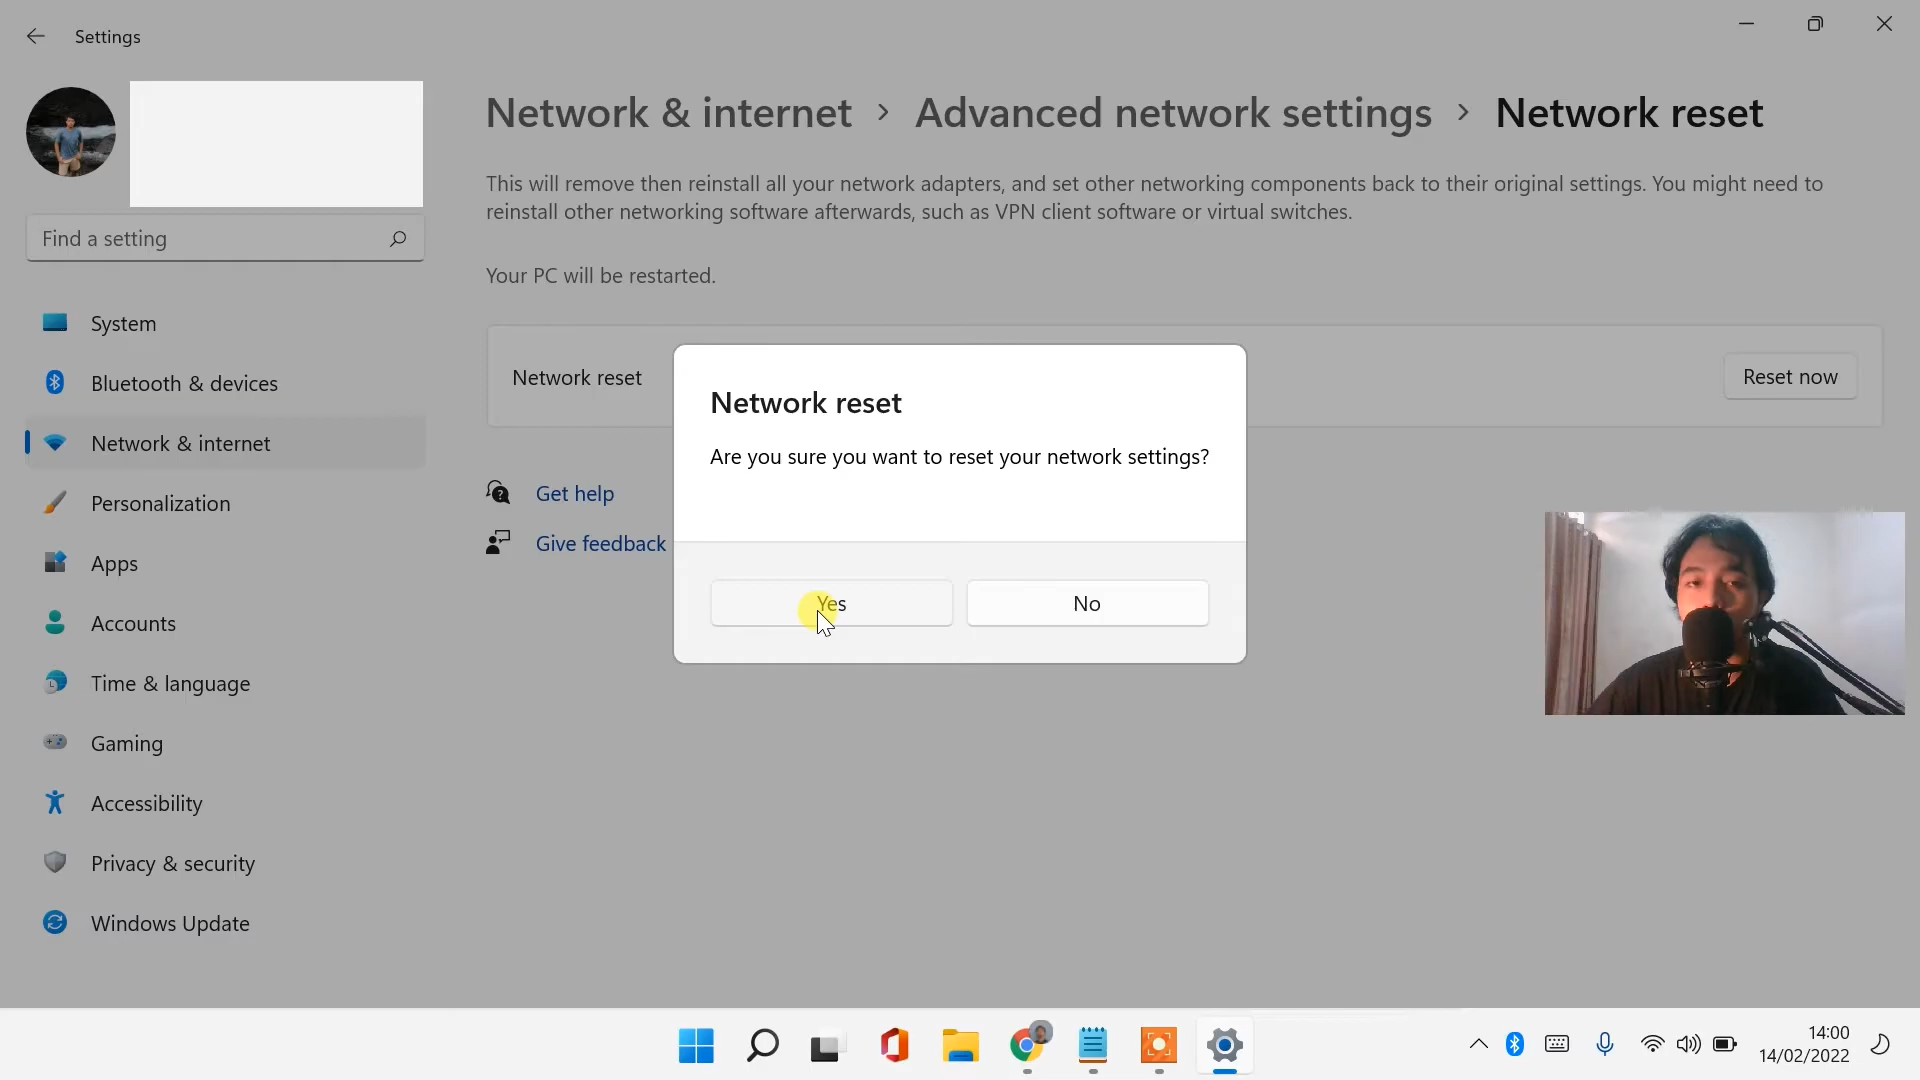 Settings
Network & internet > Advanced network settings > Network reset
This will remove then reinstall all your network adapters, and set other networking components back to their original settings. You might need to
reinstall other networking software afterwards, such as VPN client software or virtual switches.
Find a setting
Your PC will be restarted.
System
Bluetooth & devices
Network & internet
Personalization
Apps
Accounts
Time & language
Gaming
Accessibility
Privacy & security
Windows Update
Network reset
Reset now
Get help
Give feedback
Network reset
Are you sure you want to reset your network settings?
Yes
No
14:00
14/02/2022